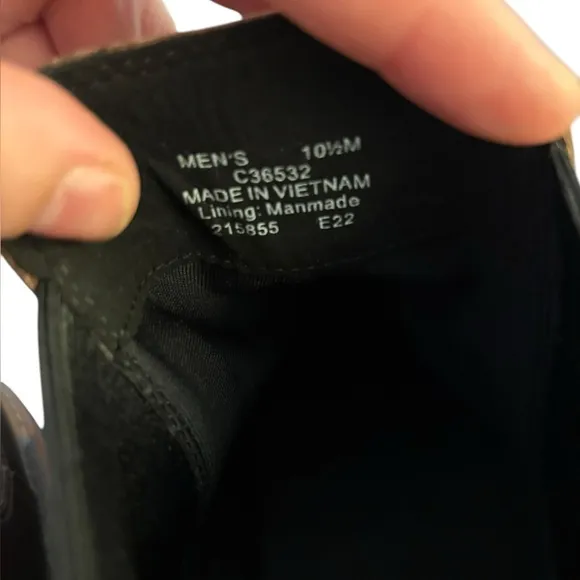 MEN'S 10½M
C36532
MADE IN VIETNAM
Lining: Manmade
215855 E22